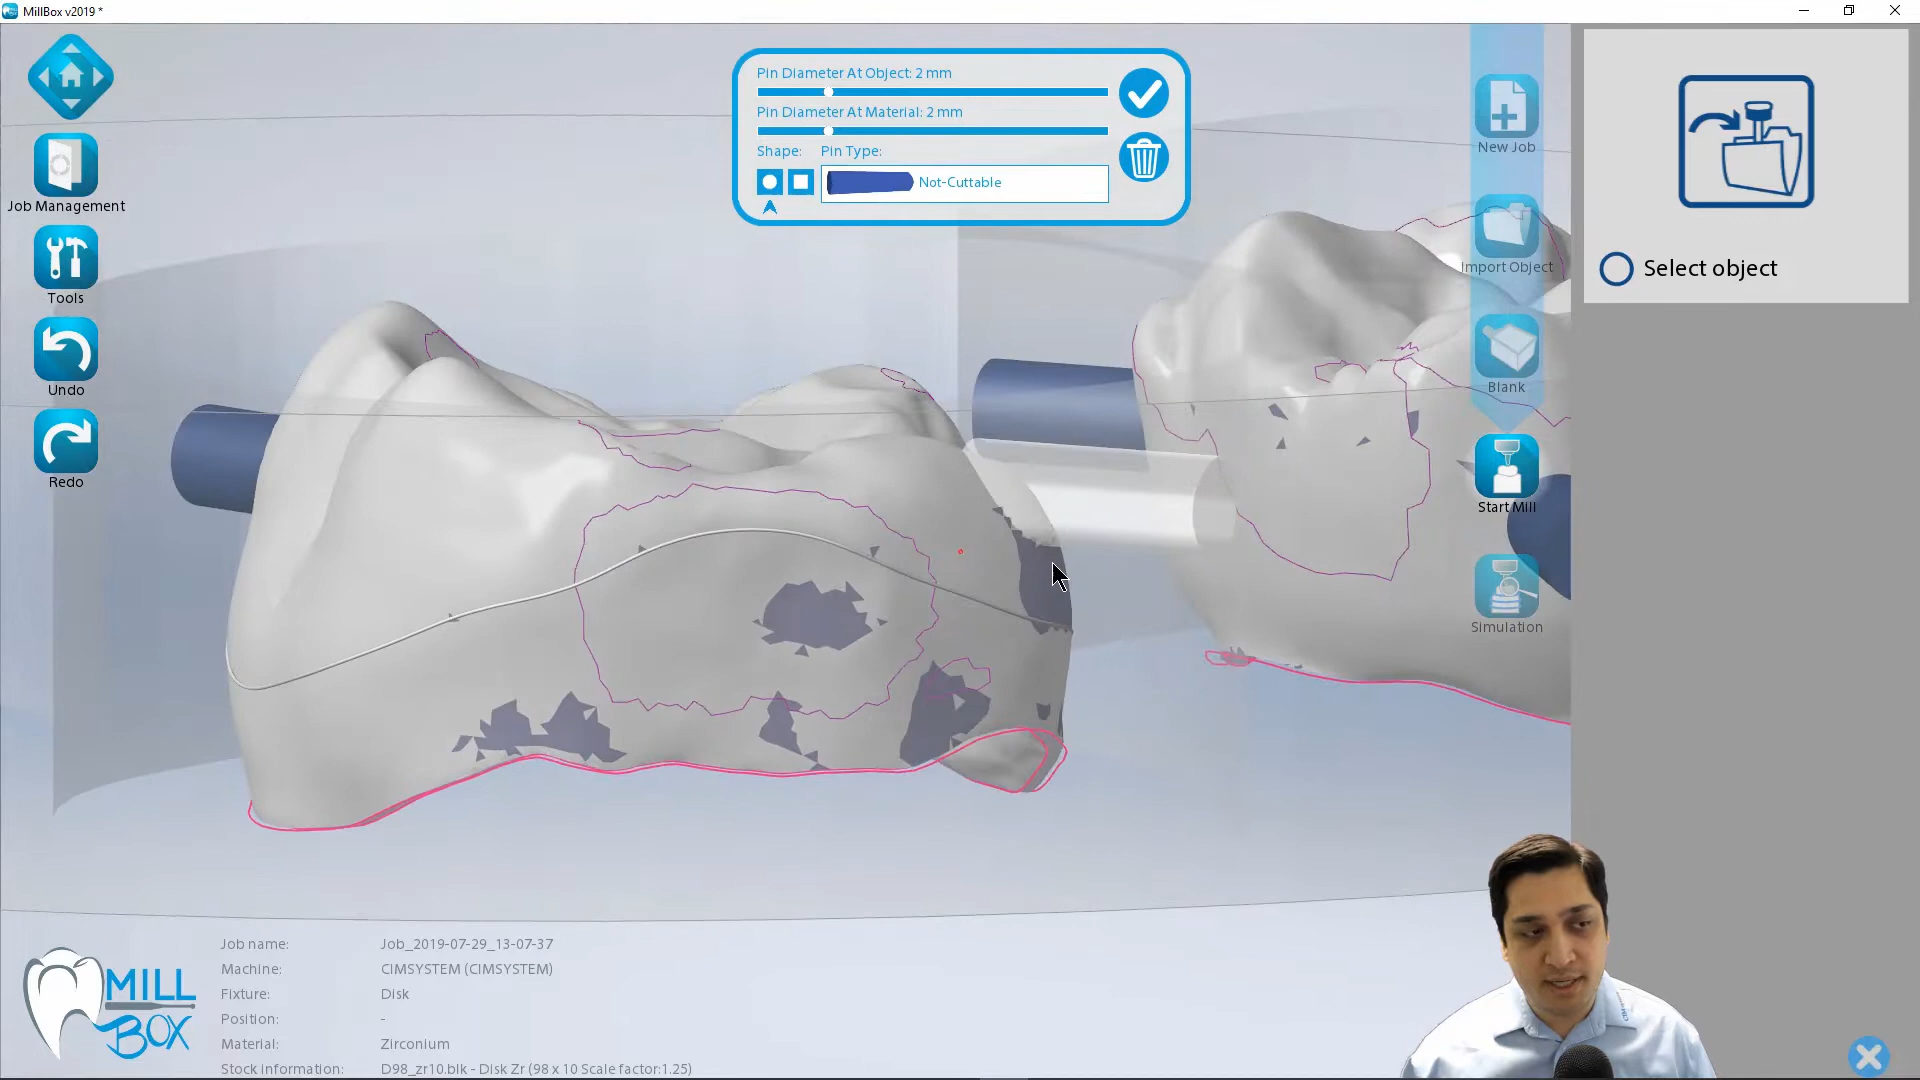 MillBox v2019 *
Pin Diameter At Object: 2 mm
Pin Diameter At Material: 2 mm
Shape: Pin Type:
Not-Cuttable
Job Management
Tools
Undo
Redo
New Job
Import Object
Blank
Start Mill
Simulation
Select object
MILL
BOX
Job name: Job_2019-07-29_13-07-37
Machine: CIMSYSTEM (CIMSYSTEM)
Fixture: Disk
Position: -
Material: Zirconium
Stock information: D98_zr10.blk - Disk Zr (98 x 10 Scale factor:1.25)